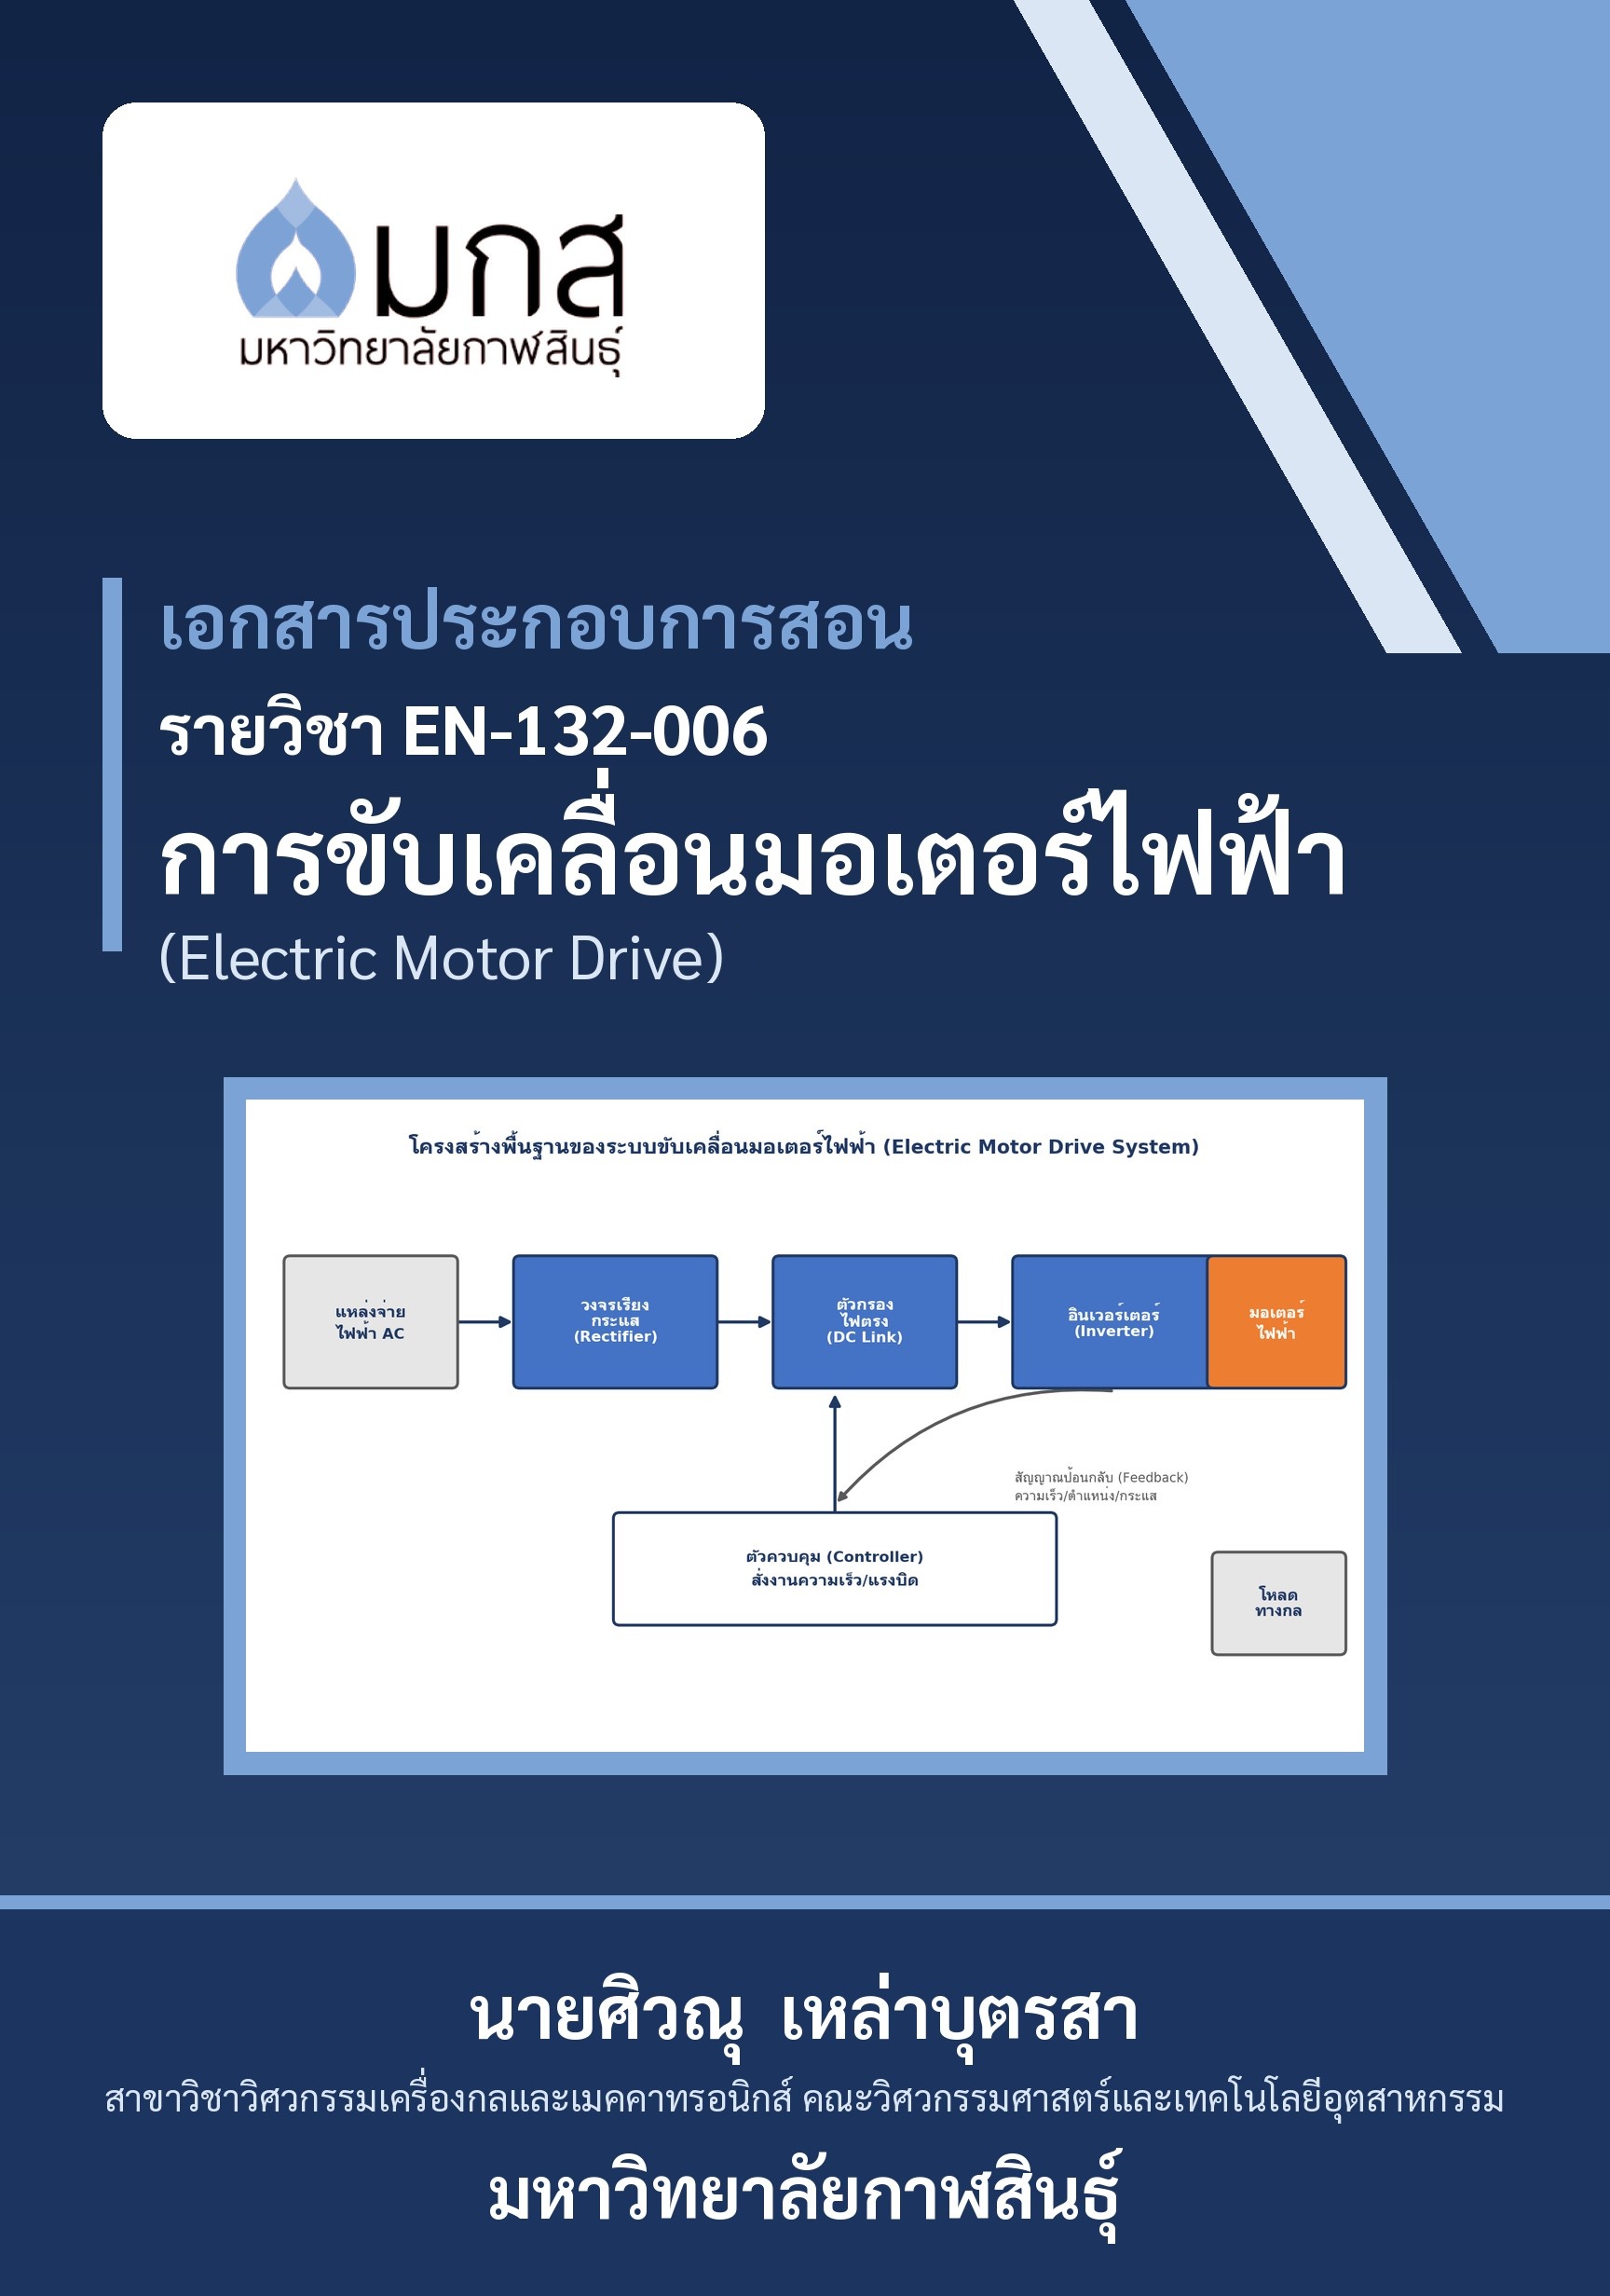 มกส
มหาวิทยาลัยกาฬสินธุ์
เอกสารประกอบการสอน
รายวิชา EN-132-006
การขับเคลื่อนมอเตอร์ไฟฟ้า
(Electric Motor Drive)
โครงสร้างพื้นฐานของระบบขับเคลื่อนมอเตอร์ไฟฟ้า (Electric Motor Drive System)
แหล่งจ่าย
ไฟฟ้า AC
วงจรเรียง
กระแส
(Rectifier)
ตัวกรอง
ไฟตรง
(DC Link)
อินเวอร์เตอร์
(Inverter)
มอเตอร์
ไฟฟ้า
สัญญาณป้อนกลับ (Feedback)
ความเร็ว/ตำแหน่ง/กระแส
ตัวควบคุม (Controller)
สั่งงานความเร็ว/แรงบิด
โหลด
ทางกล
นายศิวณุ เหล่าบุตรสา
สาขาวิชาวิศวกรรมเครื่องกลและเมคคาทรอนิกส์ คณะวิศวกรรมศาสตร์และเทคโนโลยีอุตสาหกรรม
มหาวิทยาลัยกาฬสินธุ์